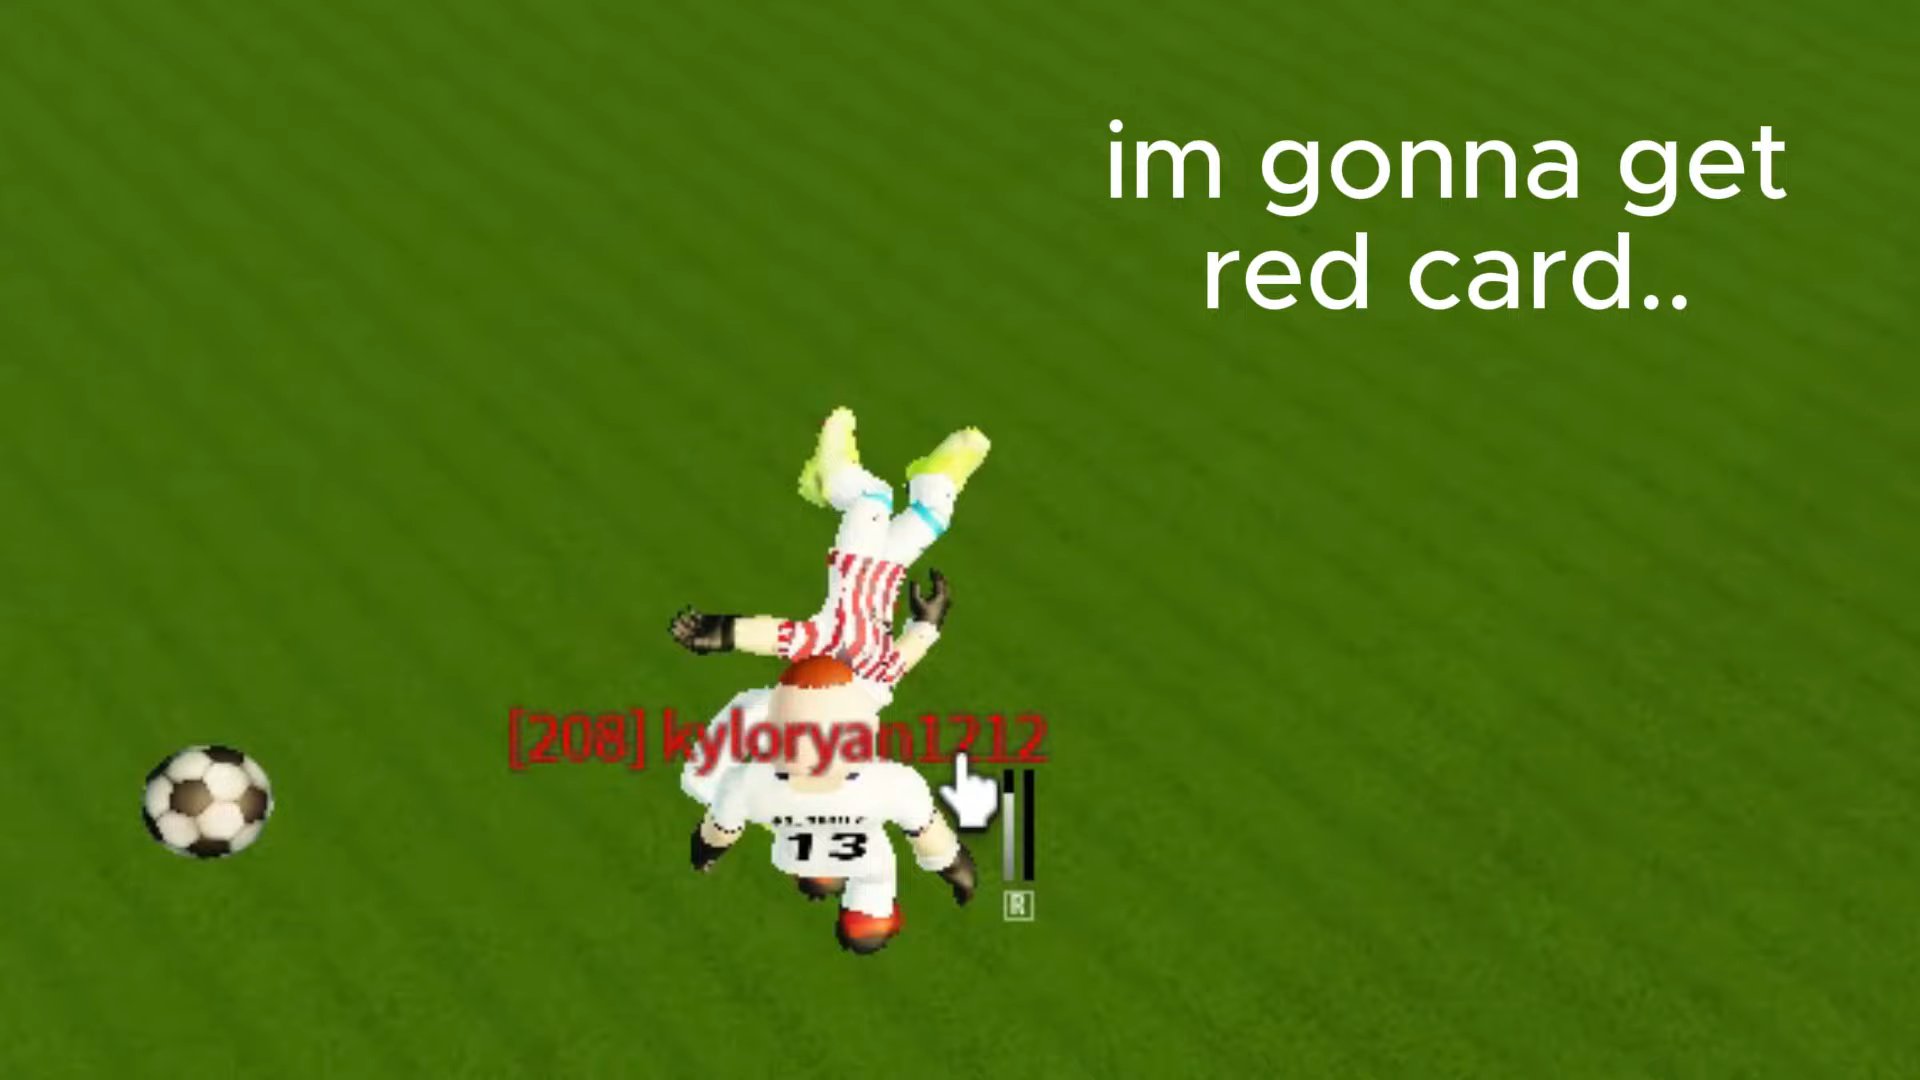 im gonna get
red card..
[208] kyloryan1212
13
R